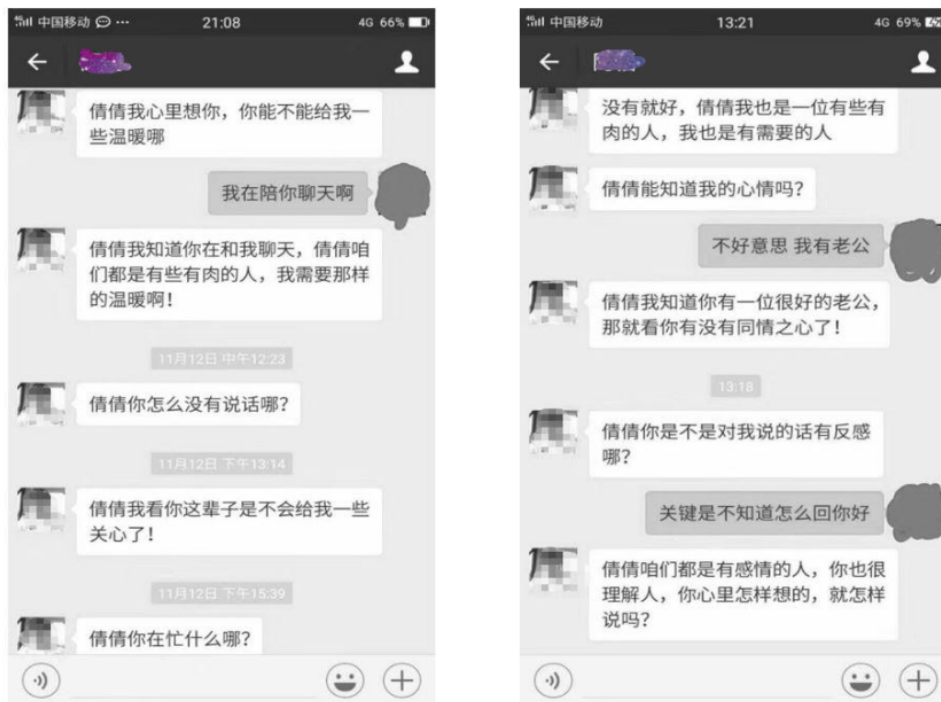 中国移动 21:08 4G 66%
倩倩我心里想你，你能不能给我一
些温暖哪
我在陪你聊天啊
倩倩我知道你在和我聊天，倩倩咱
们都是有些有肉的人，我需要那样
的温暖啊！
11月12日 中午12:23
倩倩你怎么没有说话哪？
11月12日 下午13:14
倩倩我看你这辈子是不会给我一些
关心了！
11月12日 下午15:39
倩倩你在忙什么哪？
中国移动 13:21 4G 69%
没有就好，倩倩我也是一位有些有
肉的人，我也是有需要的人
倩倩能知道我的心情吗？
不好意思 我有老公
倩倩我知道你有一位很好的老公，
那就看你有没有同情之心了！
13:18
倩倩你是不是对我说的话有反感
哪？
关键是不知道怎么回你好
倩倩咱们都是有感情的人，你也很
理解人，你心里怎样想的，就怎样
说吗？